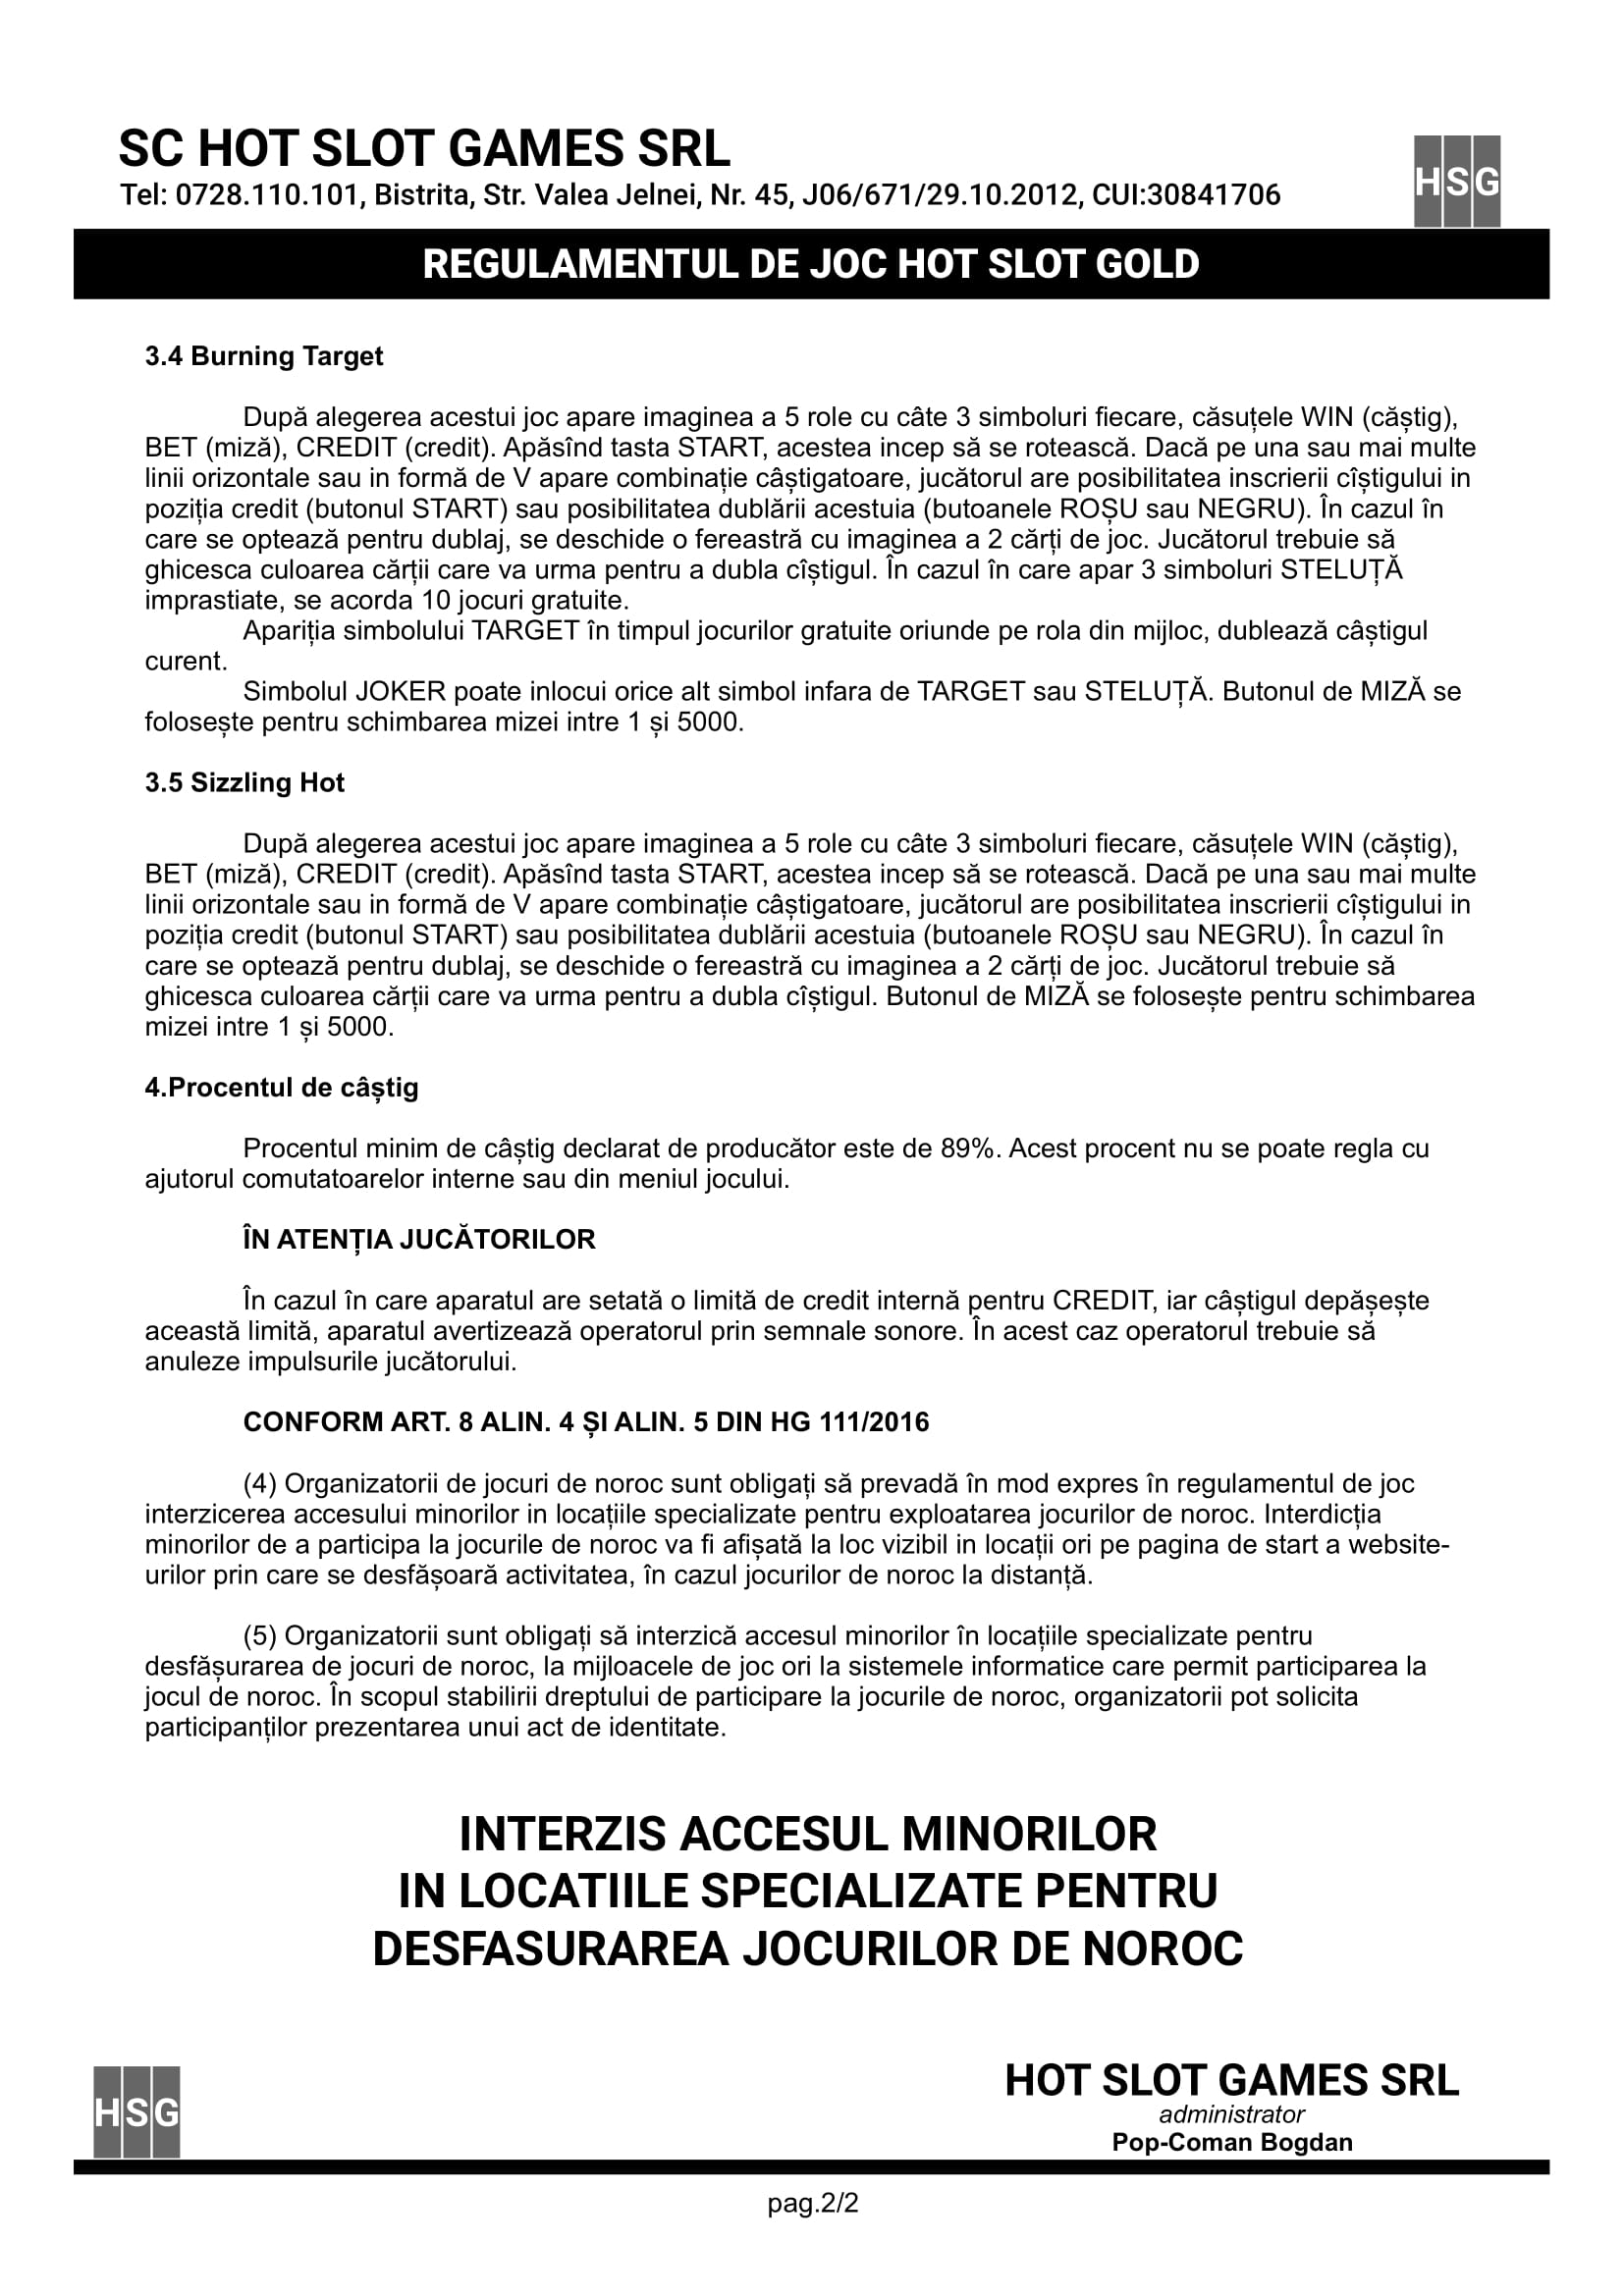 SC HOT SLOT GAMES SRL
Tel: 0728.110.101, Bistrita, Str. Valea Jelnei, Nr. 45, J06/671/29.10.2012, CUI:30841706
HSG
REGULAMENTUL DE JOC HOT SLOT GOLD
3.4 Burning Target
După alegerea acestui joc apare imaginea a 5 role cu câte 3 simboluri fiecare, căsuțele WIN (căștig),
BET (miză), CREDIT (credit). Apăsînd tasta START, acestea incep să se rotească. Dacă pe una sau mai multe
linii orizontale sau in formă de V apare combinație câștigatoare, jucătorul are posibilitatea inscrierii cîștigului in
poziția credit (butonul START) sau posibilitatea dublării acestuia (butoanele ROȘU sau NEGRU). În cazul în
care se optează pentru dublaj, se deschide o fereastră cu imaginea a 2 cărți de joc. Jucătorul trebuie să
ghicesca culoarea cărții care va urma pentru a dubla cîștigul. În cazul în care apar 3 simboluri STELUȚĂ
imprastiate, se acorda 10 jocuri gratuite.
Apariția simbolului TARGET în timpul jocurilor gratuite oriunde pe rola din mijloc, dublează câștigul
curent.
Simbolul JOKER poate inlocui orice alt simbol infara de TARGET sau STELUȚĂ. Butonul de MIZĂ se
folosește pentru schimbarea mizei intre 1 și 5000.
3.5 Sizzling Hot
După alegerea acestui joc apare imaginea a 5 role cu câte 3 simboluri fiecare, căsuțele WIN (căștig),
BET (miză), CREDIT (credit). Apăsînd tasta START, acestea incep să se rotească. Dacă pe una sau mai multe
linii orizontale sau in formă de V apare combinație câștigatoare, jucătorul are posibilitatea inscrierii cîștigului in
poziția credit (butonul START) sau posibilitatea dublării acestuia (butoanele ROȘU sau NEGRU). În cazul în
care se optează pentru dublaj, se deschide o fereastră cu imaginea a 2 cărți de joc. Jucătorul trebuie să
ghicesca culoarea cărții care va urma pentru a dubla cîștigul. Butonul de MIZĂ se folosește pentru schimbarea
mizei intre 1 și 5000.
4.Procentul de câștig
Procentul minim de câștig declarat de producător este de 89%. Acest procent nu se poate regla cu
ajutorul comutatoarelor interne sau din meniul jocului.
ÎN ATENȚIA JUCĂTORILOR
În cazul în care aparatul are setată o limită de credit internă pentru CREDIT, iar câștigul depășește
această limită, aparatul avertizează operatorul prin semnale sonore. În acest caz operatorul trebuie să
anuleze impulsurile jucătorului.
CONFORM ART. 8 ALIN. 4 ȘI ALIN. 5 DIN HG 111/2016
(4) Organizatorii de jocuri de noroc sunt obligați să prevadă în mod expres în regulamentul de joc
interzicerea accesului minorilor in locațiile specializate pentru exploatarea jocurilor de noroc. Interdicția
minorilor de a participa la jocurile de noroc va fi afișată la loc vizibil in locații ori pe pagina de start a website-
urilor prin care se desfășoară activitatea, în cazul jocurilor de noroc la distanță.
(5) Organizatorii sunt obligați să interzică accesul minorilor în locațiile specializate pentru
desfășurarea de jocuri de noroc, la mijloacele de joc ori la sistemele informatice care permit participarea la
jocul de noroc. În scopul stabilirii dreptului de participare la jocurile de noroc, organizatorii pot solicita
participanților prezentarea unui act de identitate.
INTERZIS ACCESUL MINORILOR
IN LOCATIILE SPECIALIZATE PENTRU
DESFASURAREA JOCURILOR DE NOROC
HSG
HOT SLOT GAMES SRL
administrator
Pop-Coman Bogdan
pag.2/2